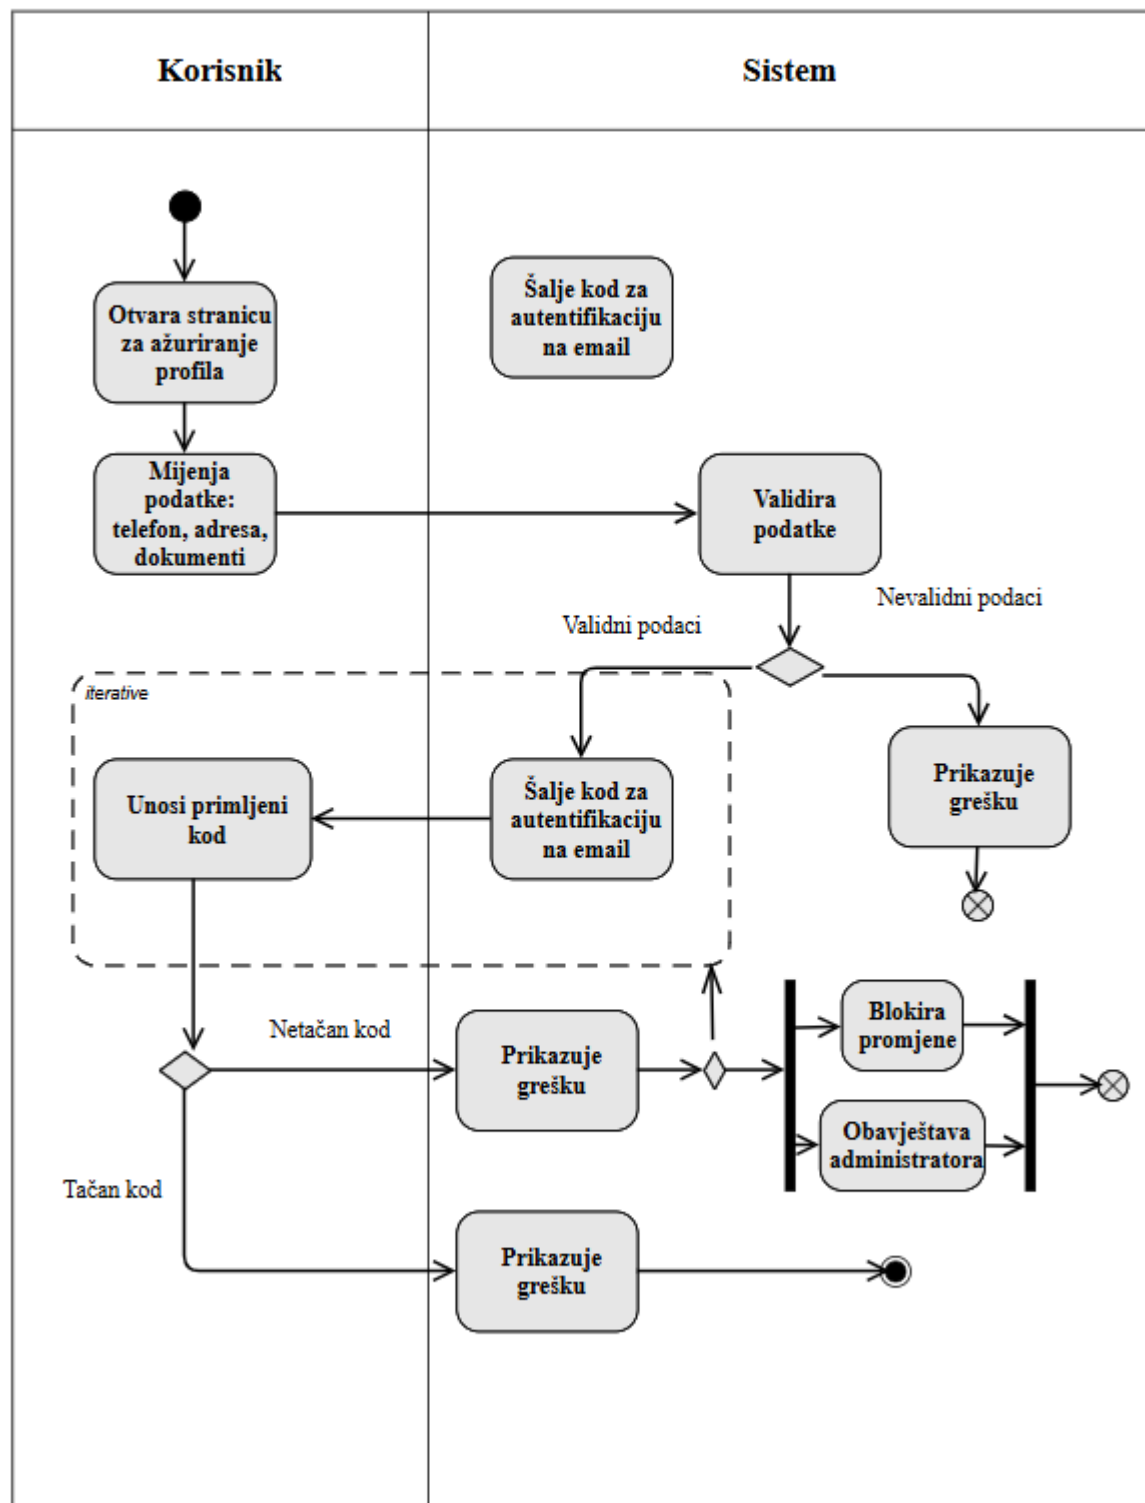 Korisnik
Sistem
Otvara stranicu
za ažuriranje
profila
Šalje kod za
autentifikaciju
na email
Mijenja
podatke:
telefon, adresa,
dokumenti
Validira
podatke
Nevalidni podaci
Validni podaci
iterative
Unosi primljeni
kod
Šalje kod za
autentifikaciju
na email
Prikazuje
grešku
Netačan kod
Prikazuje
grešku
Blokira
promjene
Obavještava
administratora
Tačan kod
Prikazuje
grešku